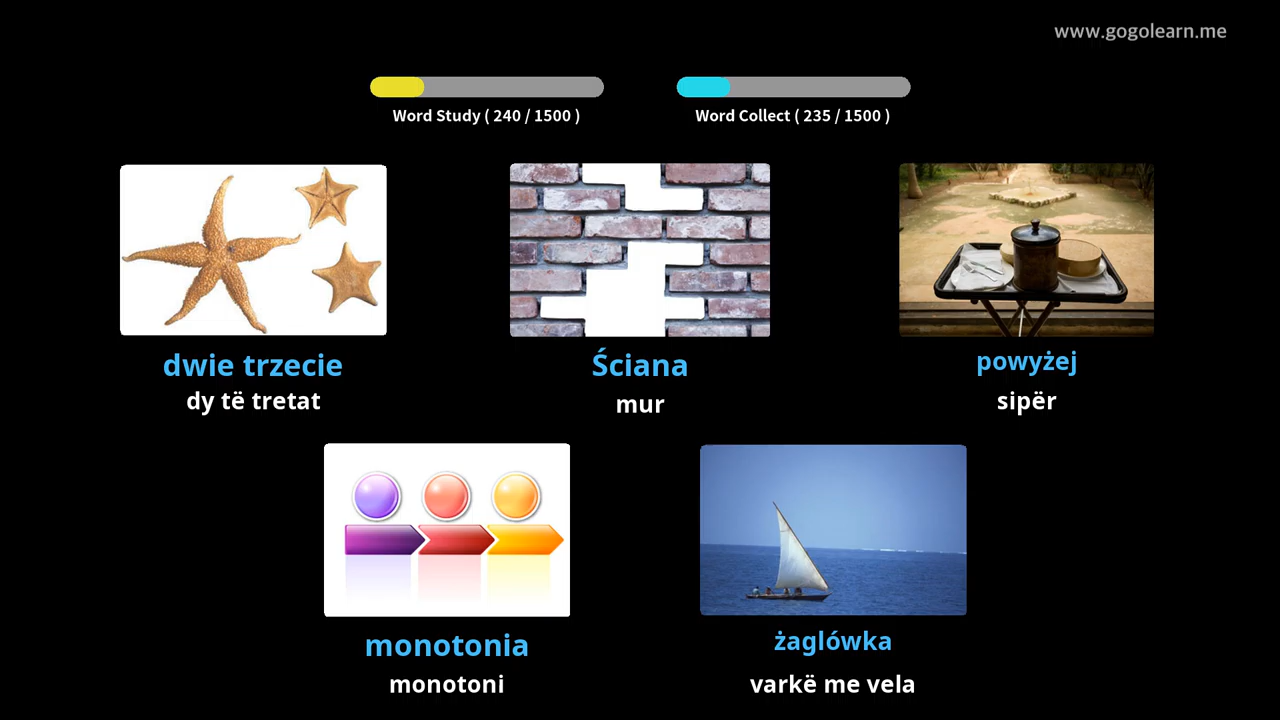 www.gogolearn.me
Word Study ( 240 / 1500 )
Word Collect ( 235 / 1500 )
dwie trzecie
dy të tretat
Ściana
mur
powyżej
sipër
monotonia
monotoni
żaglówka
varkë me vela